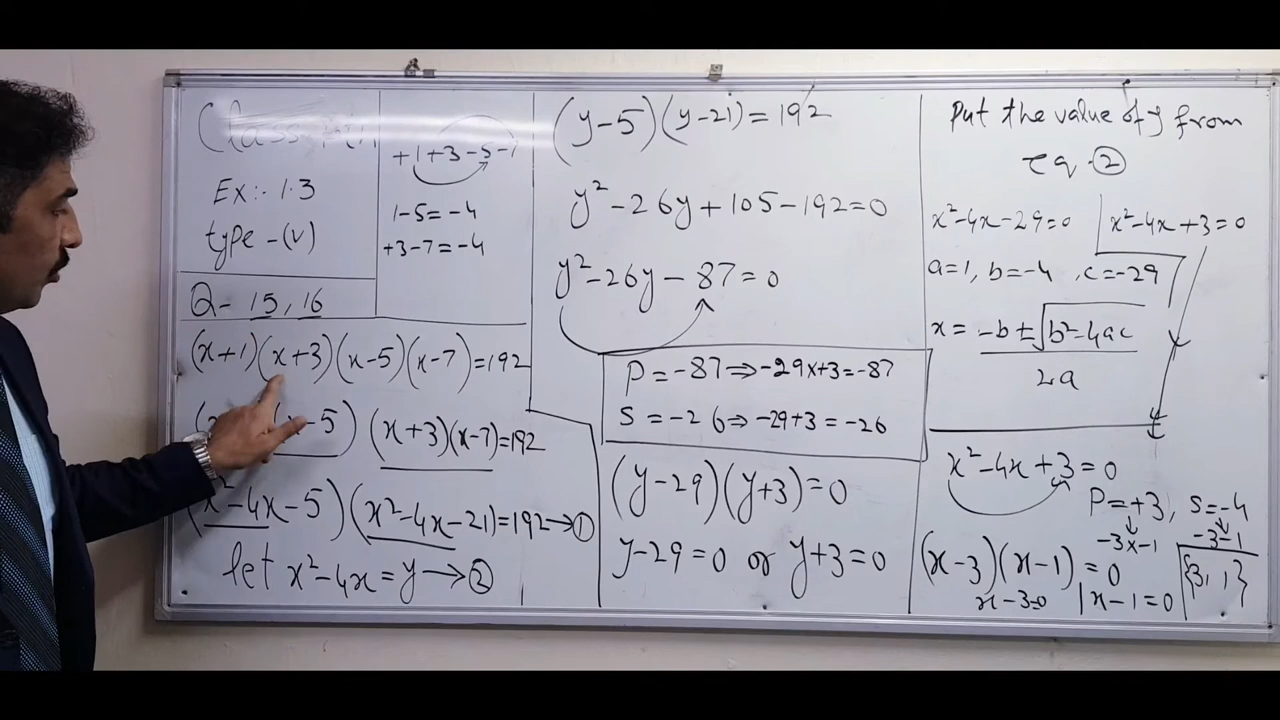 Class
Ex:- 1.3
type-(v)
Q- 15, 16
+1+3-5-1
1-5=-4
+3-7=-4
(x+1)(x+3)(x-5)(x-7)=192
x-5) (x+3)(x-7)=192
(x²-4x-5)(x²-4x-21)=192→①
let x²-4x=y→②
(y-5)(y-21)=192
y²-26y+105-192=0
y²-26y-87=0
P=-87⇒-29x+3=-87
S=-26⇒-29+3=-26
(y-29)(y+3)=0
y-29=0 or y+3=0
Put the value of y from
eq.②
x²-4x-29=0 | x²-4x+3=0
a=1, b=-4, c=-29
x= -b±√b²-4ac
2a
x²-4x+3=0
P=+3, S=-4
-3x-1 -3-1
(x-3)(x-1)=0
{3, 1}
x-3=0 | x-1=0